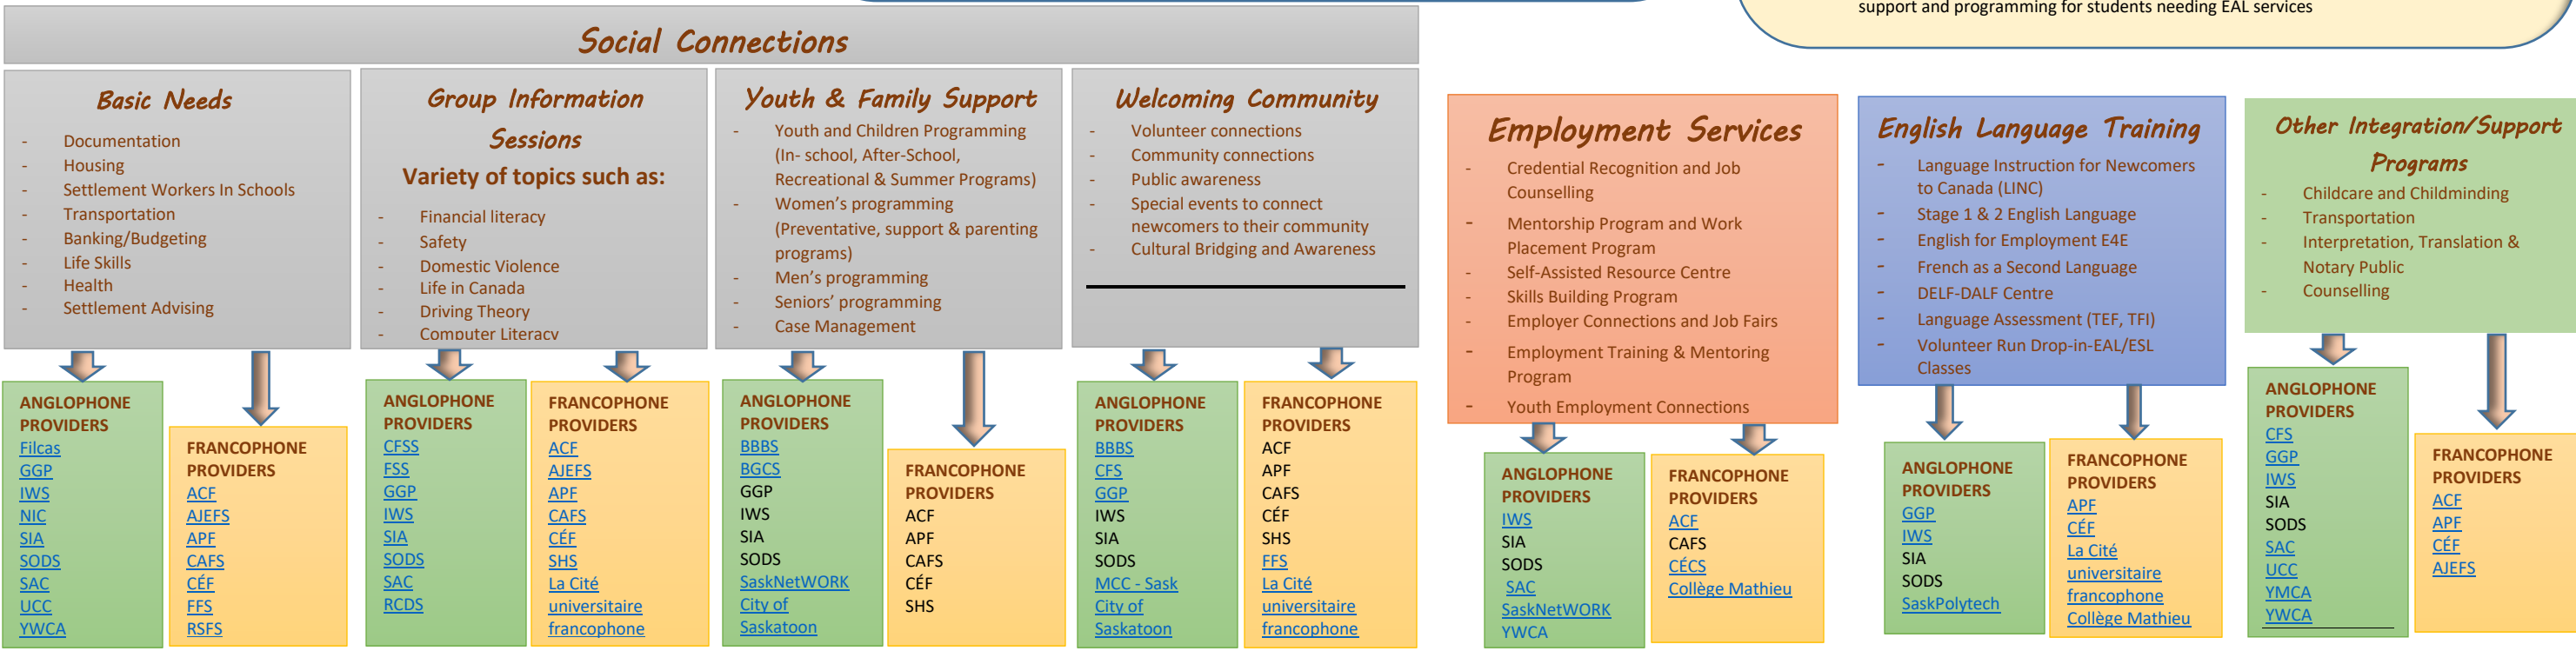 support and programming for students needing EAL services
Social Connections
Basic Needs
- Documentation
- Housing
- Settlement Workers In Schools
- Transportation
- Banking/Budgeting
- Life Skills
- Health
- Settlement Advising
Group Information
Sessions
Variety of topics such as:
- Financial literacy
- Safety
- Domestic Violence
- Life in Canada
- Driving Theory
- Computer Literacy
Youth & Family Support
- Youth and Children Programming
(In- school, After-School,
Recreational & Summer Programs)
- Women's programming
(Preventative, support & parenting
programs)
- Men's programming
- Seniors' programming
- Case Management
Welcoming Community
- Volunteer connections
- Community connections
- Public awareness
- Special events to connect
newcomers to their community
- Cultural Bridging and Awareness
Employment Services
- Credential Recognition and Job
Counselling
- Mentorship Program and Work
Placement Program
- Self-Assisted Resource Centre
- Skills Building Program
- Employer Connections and Job Fairs
- Employment Training & Mentoring
Program
- Youth Employment Connections
English Language Training
- Language Instruction for Newcomers
to Canada (LINC)
- Stage 1 & 2 English Language
- English for Employment E4E
- French as a Second Language
- DELF-DALF Centre
- Language Assessment (TEF, TFI)
- Volunteer Run Drop-in-EAL/ESL
Classes
Other Integration/Support
Programs
- Childcare and Childminding
- Transportation
- Interpretation, Translation &
Notary Public
- Counselling
ANGLOPHONE
PROVIDERS
Filcas
GGP
IWS
NIC
SIA
SODS
SAC
UCC
YWCA
FRANCOPHONE
PROVIDERS
ACF
AJEFS
APF
CAFS
CÉF
FFS
RSFS
ANGLOPHONE
PROVIDERS
CFSS
FSS
GGP
IWS
SIA
SODS
SAC
RCDS
FRANCOPHONE
PROVIDERS
ACF
AJEFS
APF
CAFS
CÉF
SHS
La Cité
universitaire
francophone
ANGLOPHONE
PROVIDERS
BBBS
BGCS
GGP
IWS
SIA
SODS
SaskNetWORK
City of
Saskatoon
FRANCOPHONE
PROVIDERS
ACF
APF
CAFS
CÉF
SHS
ANGLOPHONE
PROVIDERS
BBBS
CFS
GGP
IWS
SIA
SODS
MCC - Sask
City of
Saskatoon
FRANCOPHONE
PROVIDERS
ACF
APF
CAFS
CÉF
SHS
FFS
La Cité
universitaire
francophone
ANGLOPHONE
PROVIDERS
IWS
SIA
SODS
SAC
SaskNetWORK
YWCA
FRANCOPHONE
PROVIDERS
ACF
CAFS
CÉCS
Collège Mathieu
ANGLOPHONE
PROVIDERS
GGP
IWS
SIA
SODS
SaskPolytech
FRANCOPHONE
PROVIDERS
APF
CÉF
La Cité
universitaire
francophone
Collège Mathieu
ANGLOPHONE
PROVIDERS
CFS
GGP
IWS
SIA
SODS
SAC
UCC
YMCA
YWCA
FRANCOPHONE
PROVIDERS
ACF
APF
CÉF
AJEFS